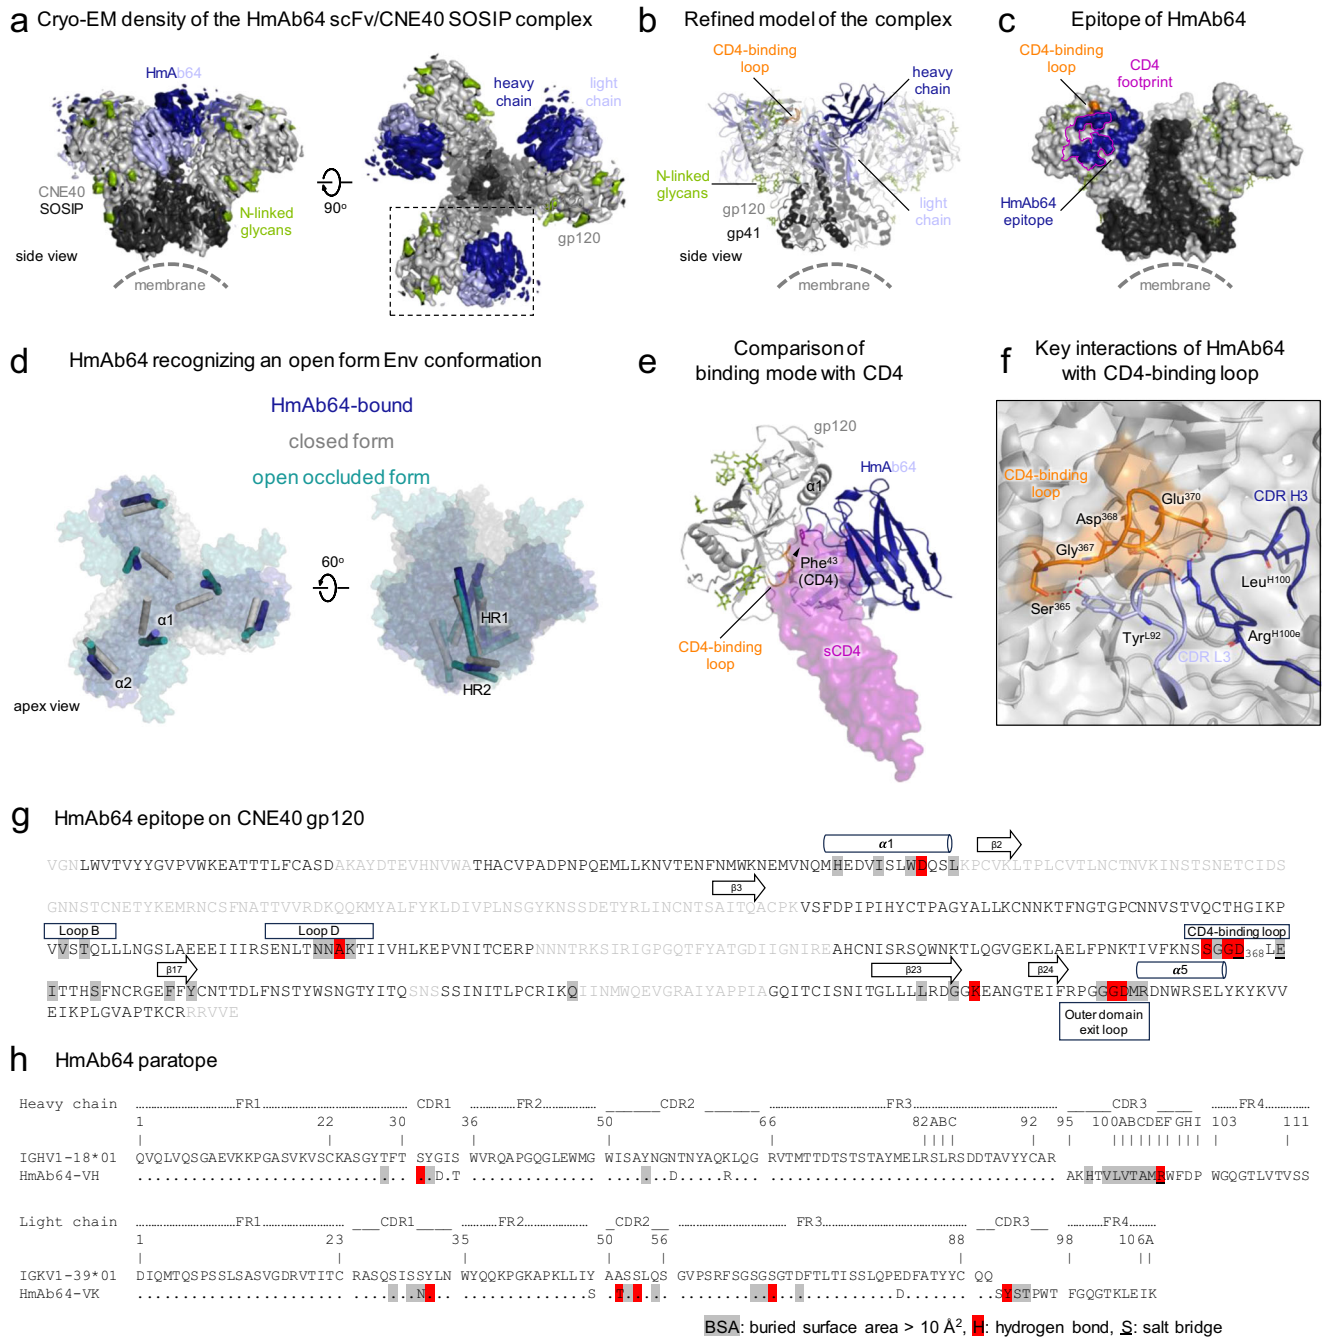 a Cryo-EM density of the HmAb64 scFv/CNE40 SOSIP complex
HmAb64
heavy chain
light chain
CNE40 SOSIP
90o
N-linked glycans
gp120
side view
membrane
b Refined model of the complex
CD4-binding loop
heavy chain
N-linked glycans
gp120
gp41
light chain
side view
membrane
c Epitope of HmAb64
CD4-binding loop
CD4 footprint
HmAb64 epitope
membrane
d HmAb64 recognizing an open form Env conformation
HmAb64-bound
closed form
open occluded form
60o
α1
α2
HR1
HR2
apex view
e Comparison of binding mode with CD4
gp120
α1
HmAb64
Phe43 (CD4)
CD4-binding loop
sCD4
f Key interactions of HmAb64 with CD4-binding loop
CD4-binding loop
Glu370
CDR H3
Asp368
Gly367
LeuH100
Ser365
TyrL92
CDR L3
ArgH100e
g HmAb64 epitope on CNE40 gp120
α1
β2
VGNLWVTVYYGVPVWKEATTTLFCASDAKAYDTEVHNVWATHACVPADPNPQEMLLKNVTENFNMWKNEMVNQMHEDVISLWDQSLKPCVKLTPLCVTLNCTNVKINSTSNETCIDS
β3
GNNSTCNETYKEMRNCSFNATTVVRDKQQKMYALFYKLDIVPLNSGYKNSSDETYRLINCNTSAITQACPKVSFDPIPIHYCTPAGYALLKCNNKTFNGTGPCNNVSTVQCTHGIKP
Loop B
Loop D
CD4-binding loop
VVSTQLLLNGSLAEEEIIIRSENLTNNAKTIIVHLKEPVNITCERPNNNTRKSIRIGPGQTFYATGDIIGNIREAHCNISRSQWNKTLQGVGEKLAELFPNKTIVFKNSSGGD368LE
β17
β23
β24
α5
ITTHSFNCRGEFFYCNTTDLFNSTYWSNGTYITQSNSSSINITLPCRIKQIINMWQEVGRAIYAPPIAGQITCISNITGLLLLRDGGKEANGTEIFRPGGGDMRDNWRSELYKYKVV
EIKPLGVAPTKCRRRVVE
Outer domain exit loop
h HmAb64 paratope
Heavy chain FR1 CDR1 FR2 CDR2 FR3 CDR3 FR4
1 22 30 36 50 66 82ABC 92 95 100ABCDEFGHI 103 111
IGHV1-18*01 QVQLVQSGAEVKKPGASVKVSCKASGYTFT SYGIS WVRQAPGQGLEWMG WISAYNGNTNYAQKLQG RVTMTTDTSTSTAYMELRSLRSDDTAVYYCAR
HmAb64-VH .............................. ..D.T .............. .......D....R.... ................................ AKHTVLVTAMRWFDP WGQGTLVTVSS
Light chain FR1 CDR1 FR2 CDR2 FR3 CDR3 FR4
1 23 35 50 56 88 98 106A
IGKV1-39*01 DIQMTQSPSSLSASVGDRVTITC RASQSISSYLN WYQQKPGKAPKLLIY AASSLQS GVPSRFSGSGSGTDFTLTISSLQPEDFATYYC QQ
HmAb64-VK ....................... .......N... ..............S .T..... .........................D...... ..SYSTPWT FGQGTKLEIK
BSA: buried surface area > 10 Å2, H: hydrogen bond, S: salt bridge